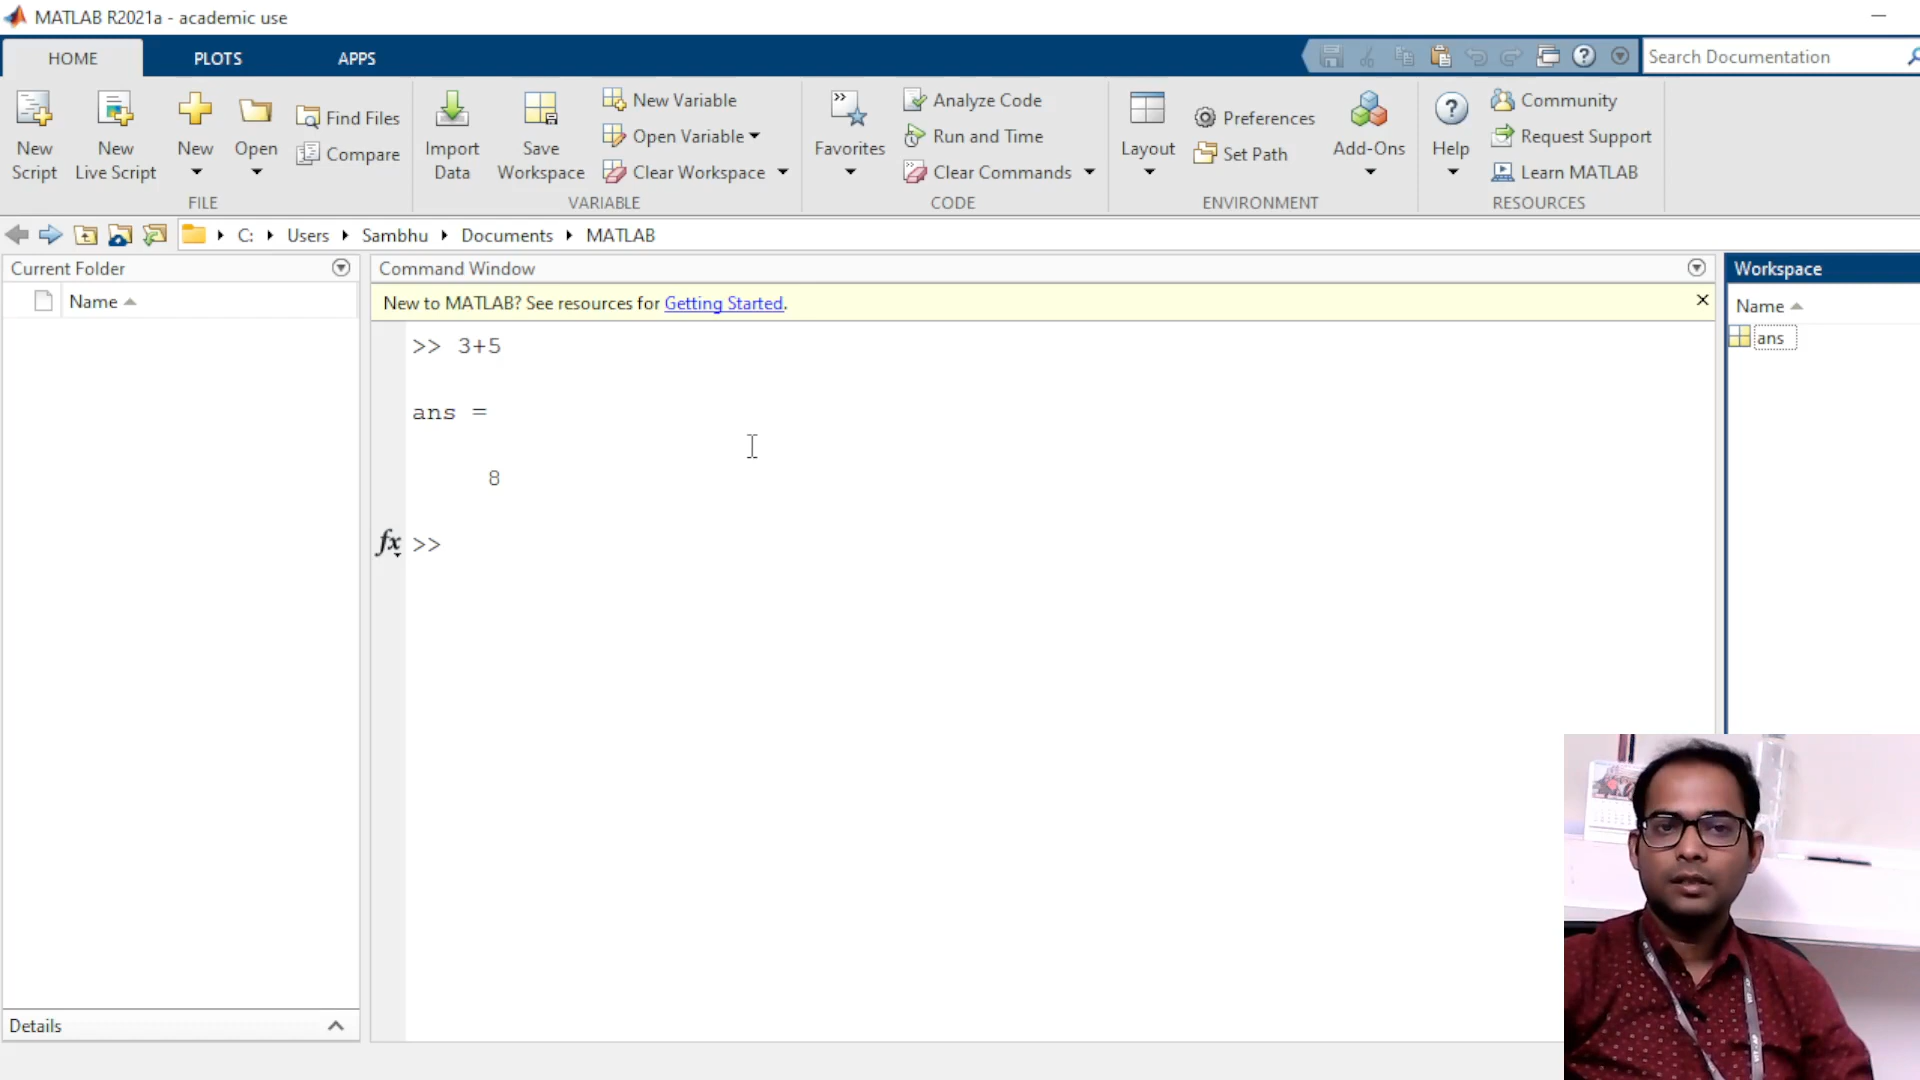 MATLAB R2021a - academic use
HOME PLOTS APPS
Search Documentation
New Script
New Live Script
New
Open
Find Files
Compare
FILE
Import Data
Save Workspace
New Variable
Open Variable
Clear Workspace
VARIABLE
Favorites
Analyze Code
Run and Time
Clear Commands
CODE
Layout
Preferences
Set Path
Add-Ons
ENVIRONMENT
Help
Community
Request Support
Learn MATLAB
RESOURCES
C: Users Sambhu Documents MATLAB
Current Folder
Name
Command Window
New to MATLAB? See resources for Getting Started.
>> 3+5
ans =
8
fx >>
Workspace
Name
ans
Details